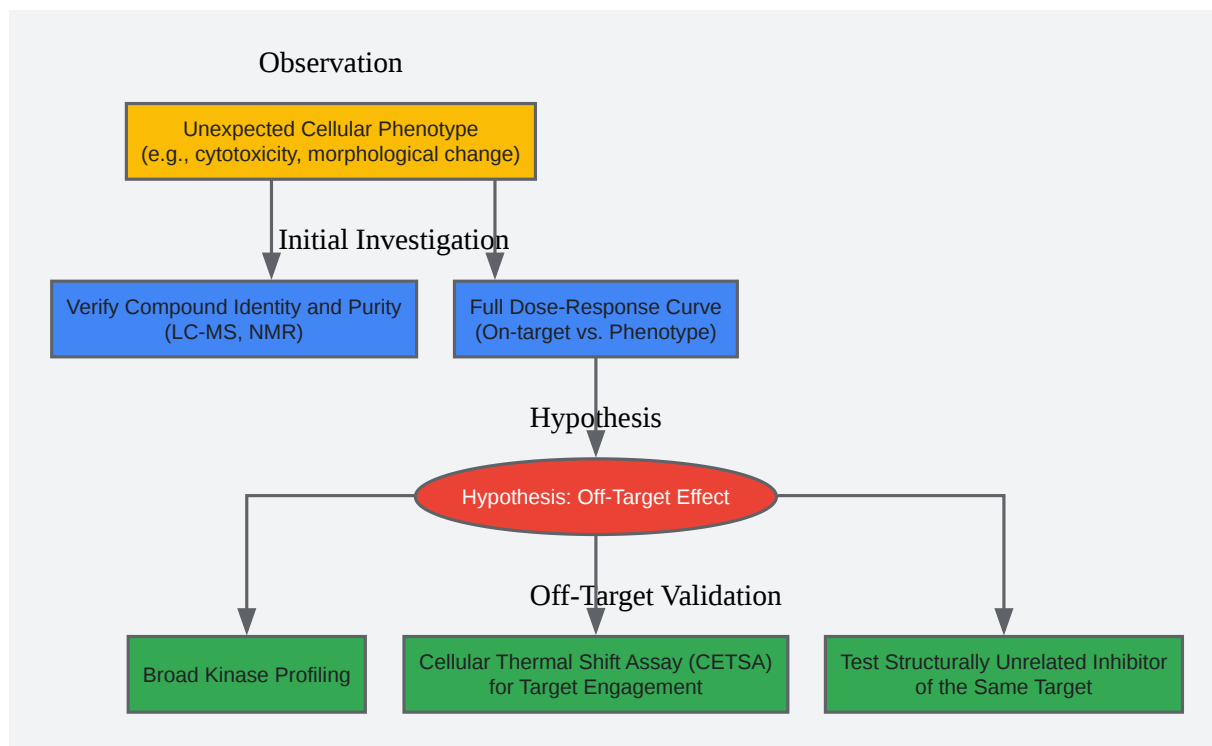 Observation
Unexpected Cellular Phenotype
(e.g., cytotoxicity, morphological change)
Initial Investigation
Verify Compound Identity and Purity
(LC-MS, NMR)
Full Dose-Response Curve
(On-target vs. Phenotype)
Hypothesis
Hypothesis: Off-Target Effect
Off-Target Validation
Broad Kinase Profiling
Cellular Thermal Shift Assay (CETSA)
for Target Engagement
Test Structurally Unrelated Inhibitor
of the Same Target